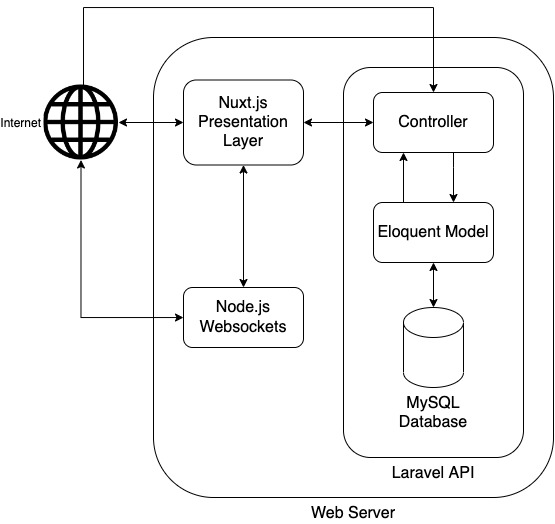 Internet
Nuxt.js
Presentation
Layer
Controller
Eloquent Model
Node.js
Websockets
MySQL
Database
Laravel API
Web Server